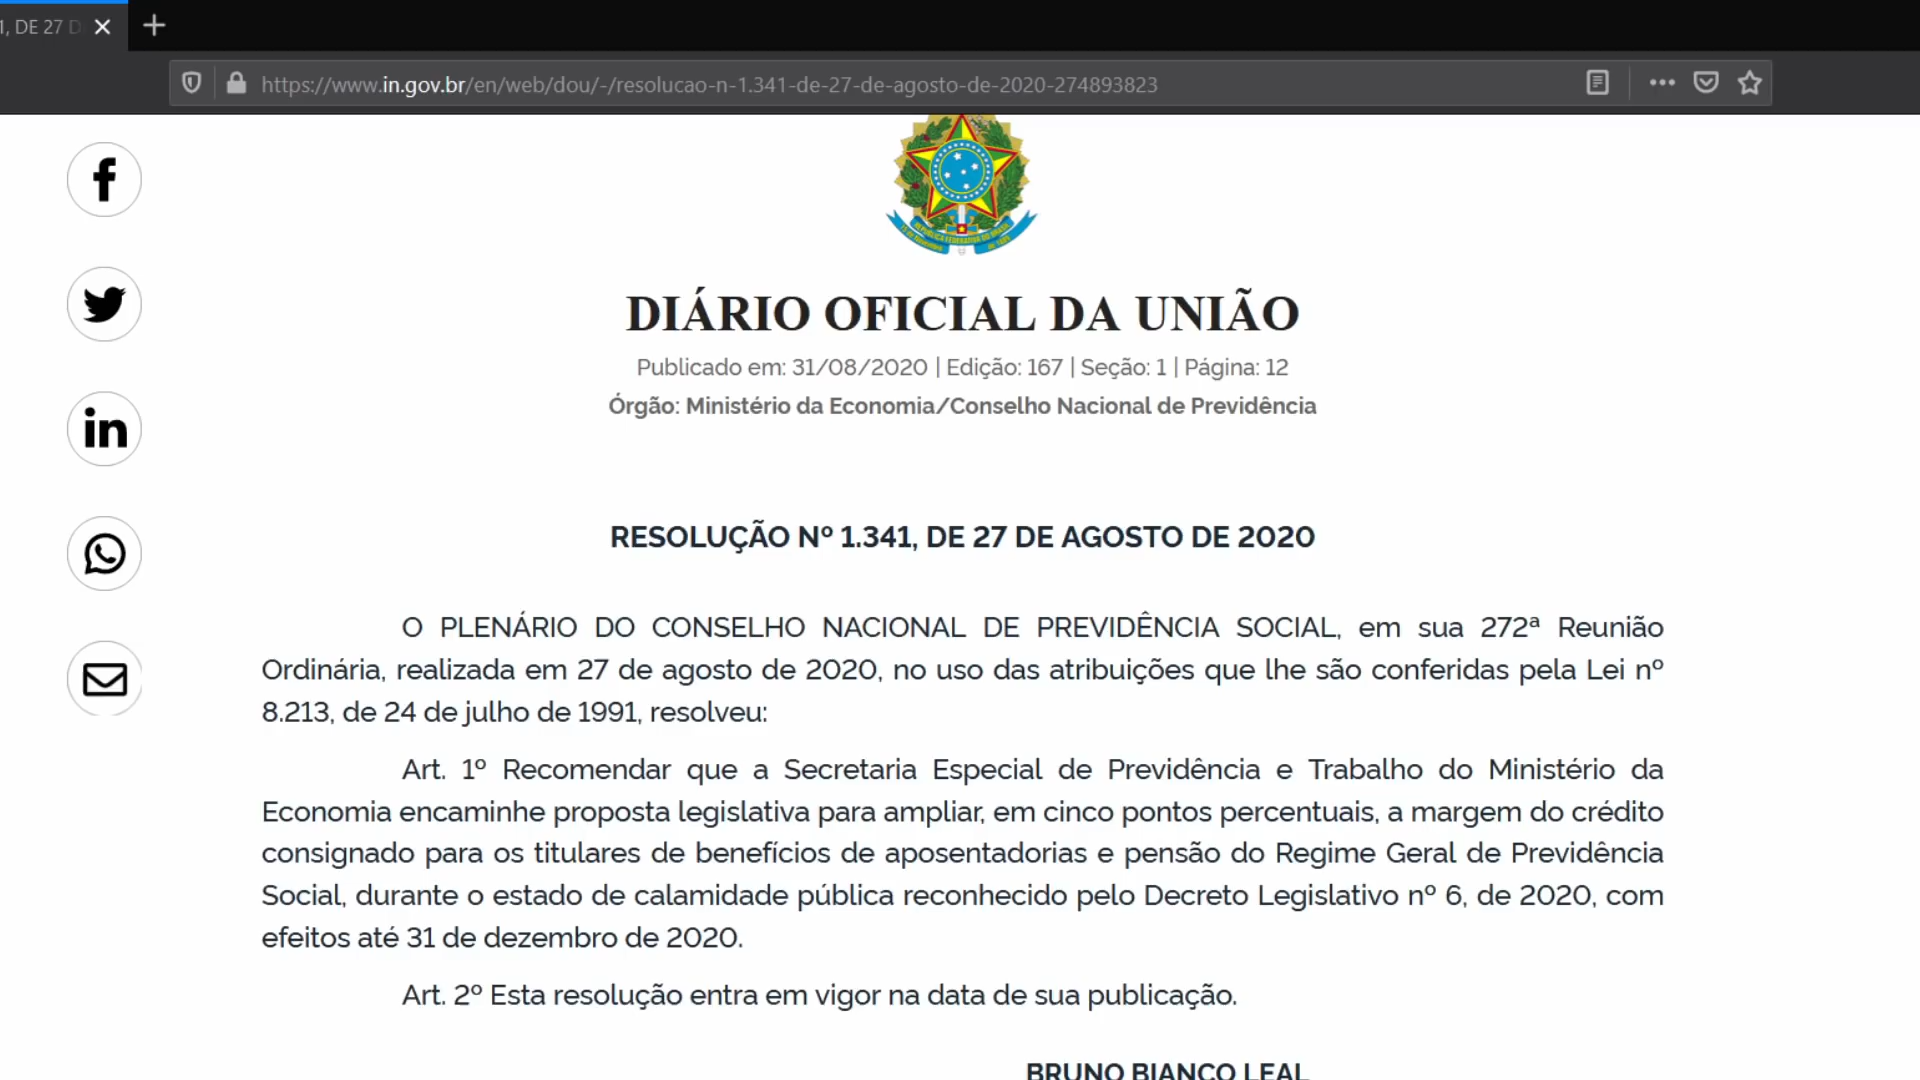 1, DE 27 D
https://www.in.gov.br/en/web/dou/-/resolucao-n-1.341-de-27-de-agosto-de-2020-274893823
DIÁRIO OFICIAL DA UNIÃO
Publicado em: 31/08/2020 | Edição: 167 | Seção: 1 | Página: 12
Órgão: Ministério da Economia/Conselho Nacional de Previdência
RESOLUÇÃO Nº 1.341, DE 27 DE AGOSTO DE 2020
O PLENÁRIO DO CONSELHO NACIONAL DE PREVIDÊNCIA SOCIAL, em sua 272ª Reunião
Ordinária, realizada em 27 de agosto de 2020, no uso das atribuições que lhe são conferidas pela Lei nº
8.213, de 24 de julho de 1991, resolveu:
Art. 1º Recomendar que a Secretaria Especial de Previdência e Trabalho do Ministério da
Economia encaminhe proposta legislativa para ampliar, em cinco pontos percentuais, a margem do crédito
consignado para os titulares de benefícios de aposentadorias e pensão do Regime Geral de Previdência
Social, durante o estado de calamidade pública reconhecido pelo Decreto Legislativo nº 6, de 2020, com
efeitos até 31 de dezembro de 2020.
Art. 2º Esta resolução entra em vigor na data de sua publicação.
BRUNO BIANCO LEAL